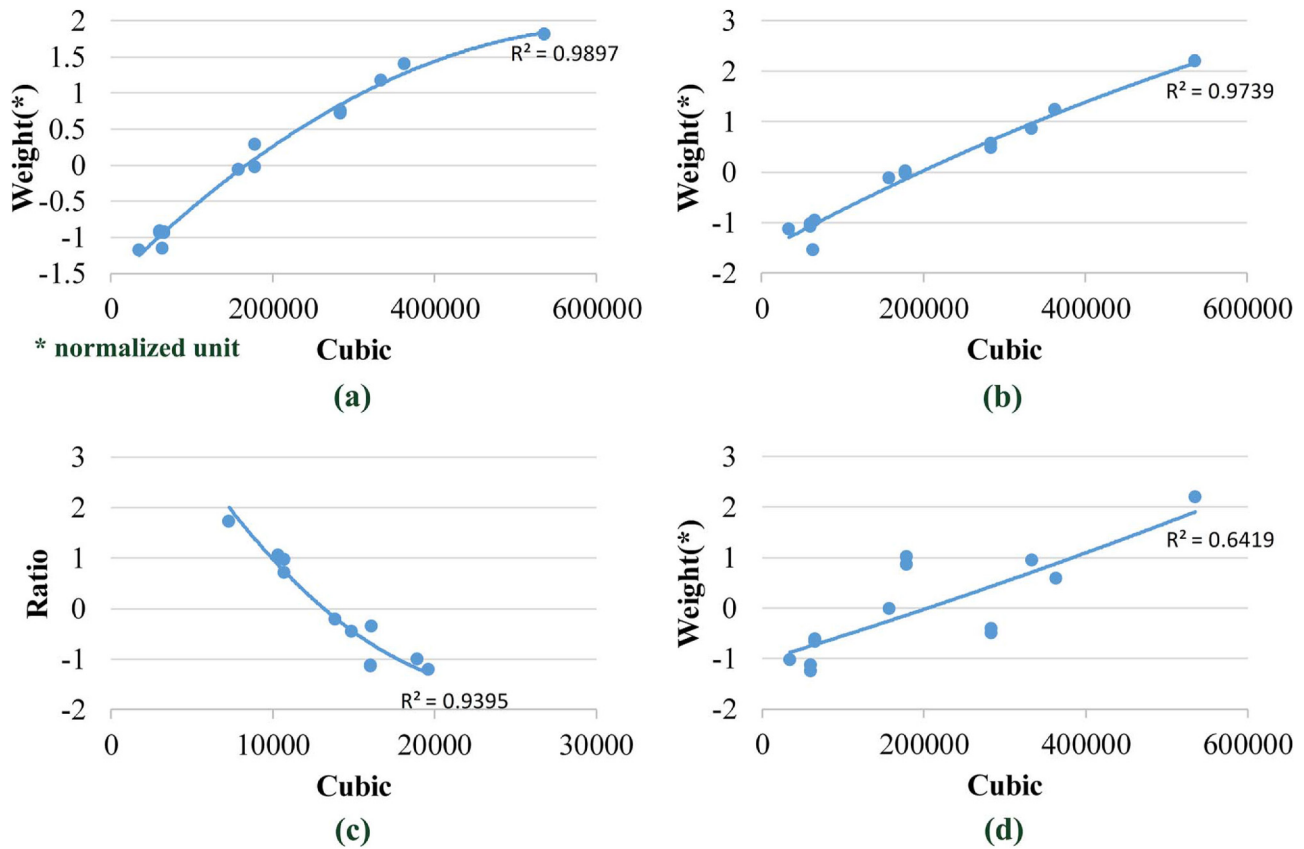 2
1.5
1
0.5
0
-0.5
-1
-1.5
Weight(*)
R² = 0.9897
0 200000 400000 600000
* normalized unit
Cubic
(a)
3
2
1
0
-1
-2
Weight(*)
R² = 0.9739
0 200000 400000 600000
Cubic
(b)
3
2
1
0
-1
-2
Ratio
R² = 0.9395
0 10000 20000 30000
Cubic
(c)
3
2
1
0
-1
-2
Weight(*)
R² = 0.6419
0 200000 400000 600000
Cubic
(d)